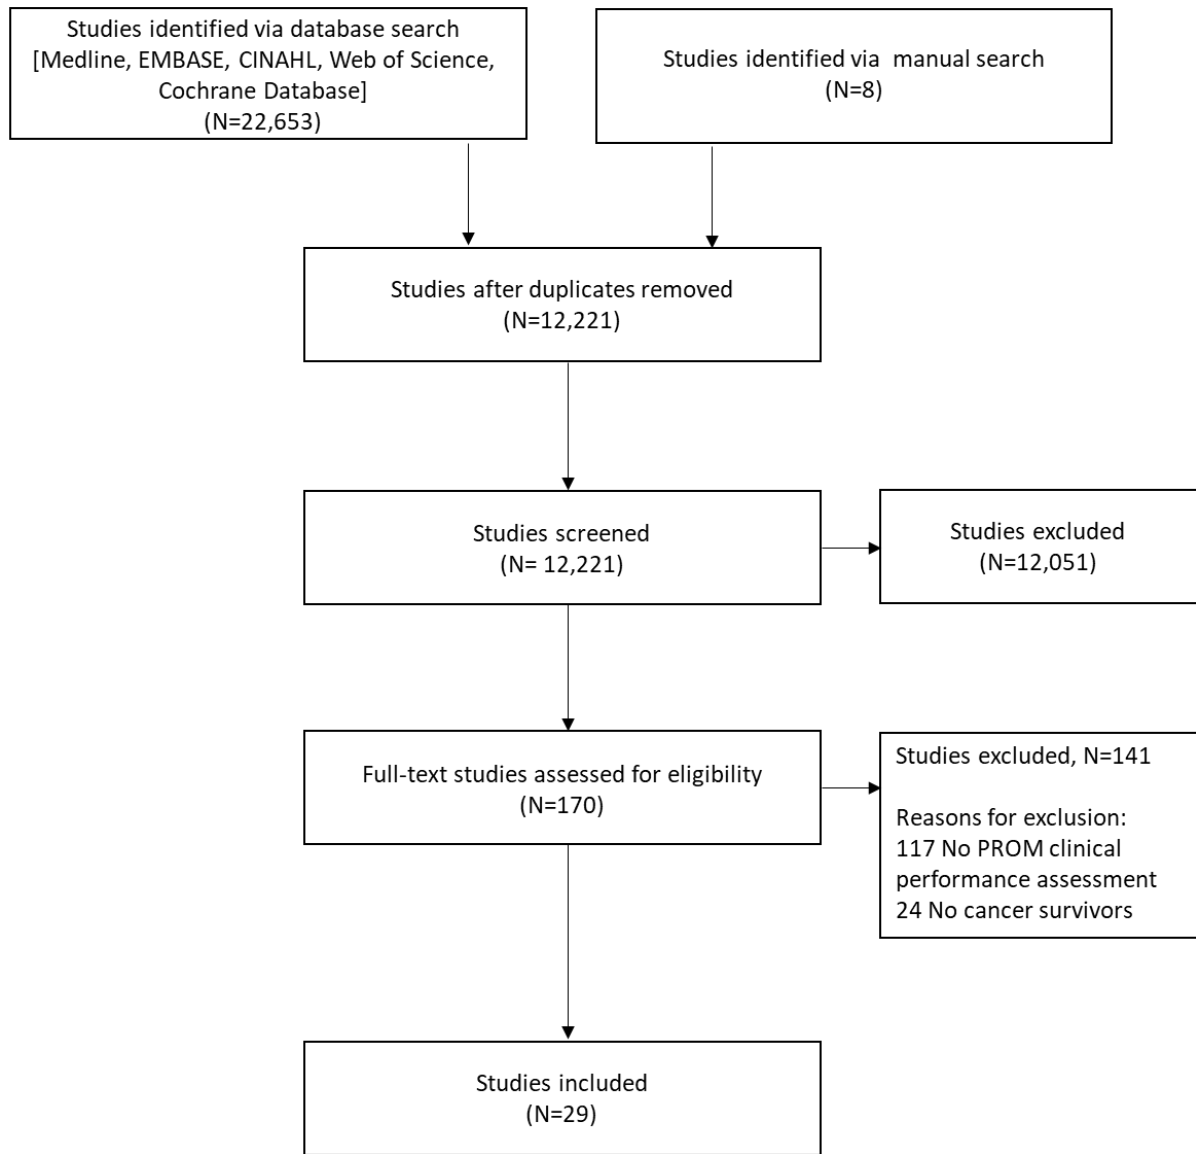 Studies identified via database search
[Medline, EMBASE, CINAHL, Web of Science,
Cochrane Database]
(N=22,653)
Studies identified via manual search
(N=8)
Studies after duplicates removed
(N=12,221)
Studies screened
(N= 12,221)
Studies excluded
(N=12,051)
Full-text studies assessed for eligibility
(N=170)
Studies excluded, N=141
Reasons for exclusion:
117 No PROM clinical
performance assessment
24 No cancer survivors
Studies included
(N=29)